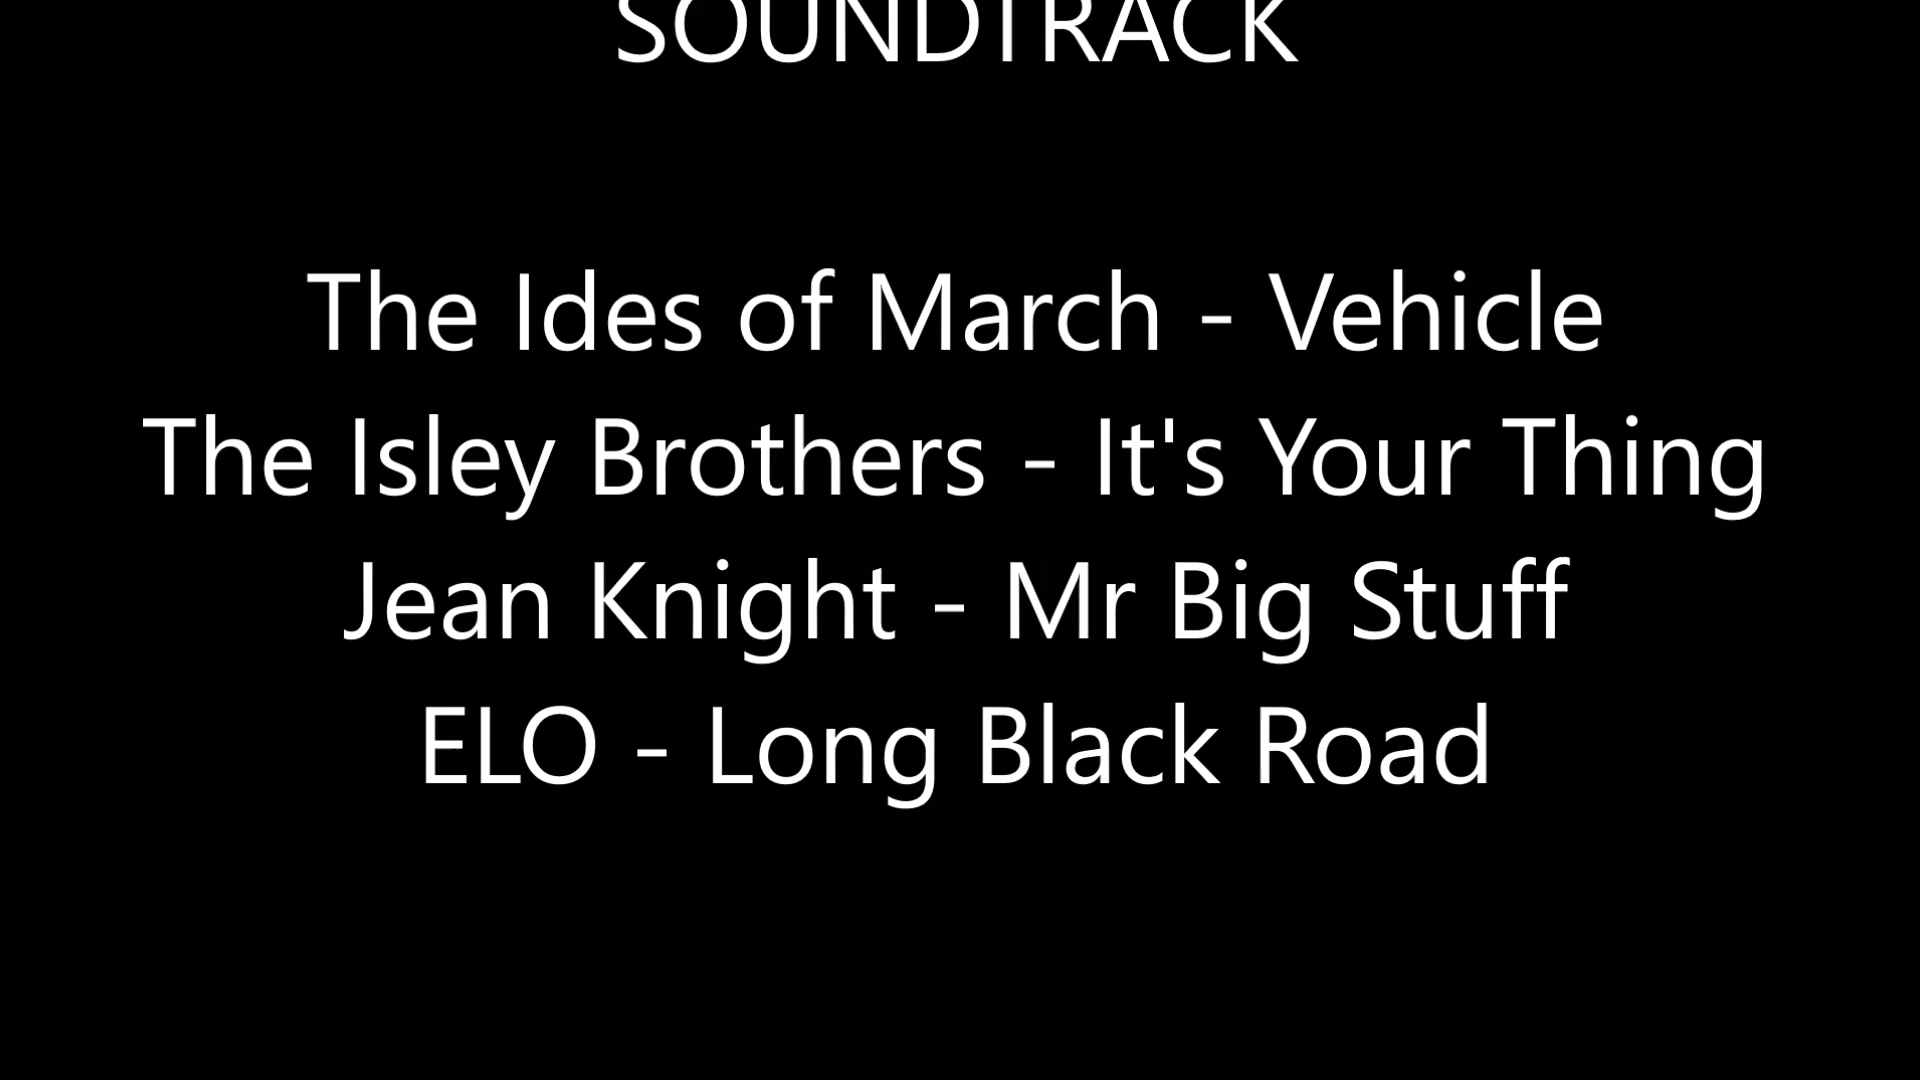 SOUNDTRACK
The Ides of March - Vehicle
The Isley Brothers - It's Your Thing
Jean Knight - Mr Big Stuff
ELO - Long Black Road